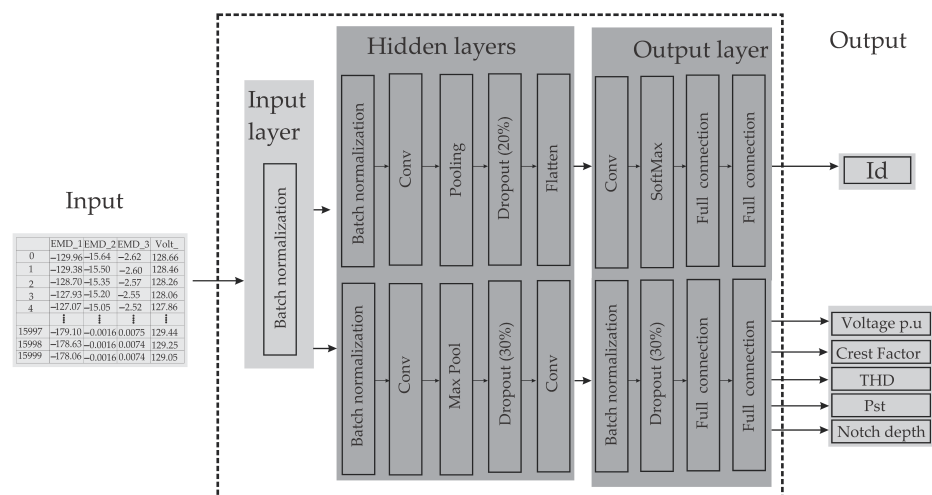 Input
EMD_1 EMD_2 EMD_3 Volt_
0 −129.96 −15.64 −2.62 128.66
1 −129.38 −15.50 −2.60 128.46
2 −128.70 −15.35 −2.57 128.26
3 −127.93 −15.20 −2.55 128.06
4 −127.07 −15.05 −2.52 127.86
15997 −179.10 −0.0016 0.0075 129.44
15998 −178.63 −0.0016 0.0074 129.25
15999 −178.06 −0.0016 0.0074 129.05
Input
layer
Batch normalization
Hidden layers
Batch normalization
Conv
Pooling
Dropout (20%)
Flatten
Batch normalization
Conv
Max Pool
Dropout (30%)
Conv
Output layer
Conv
SoftMax
Full connection
Full connection
Batch normalization
Dropout (30%)
Full connection
Full connection
Output
Id
Voltage p.u
Crest Factor
THD
Pst
Notch depth